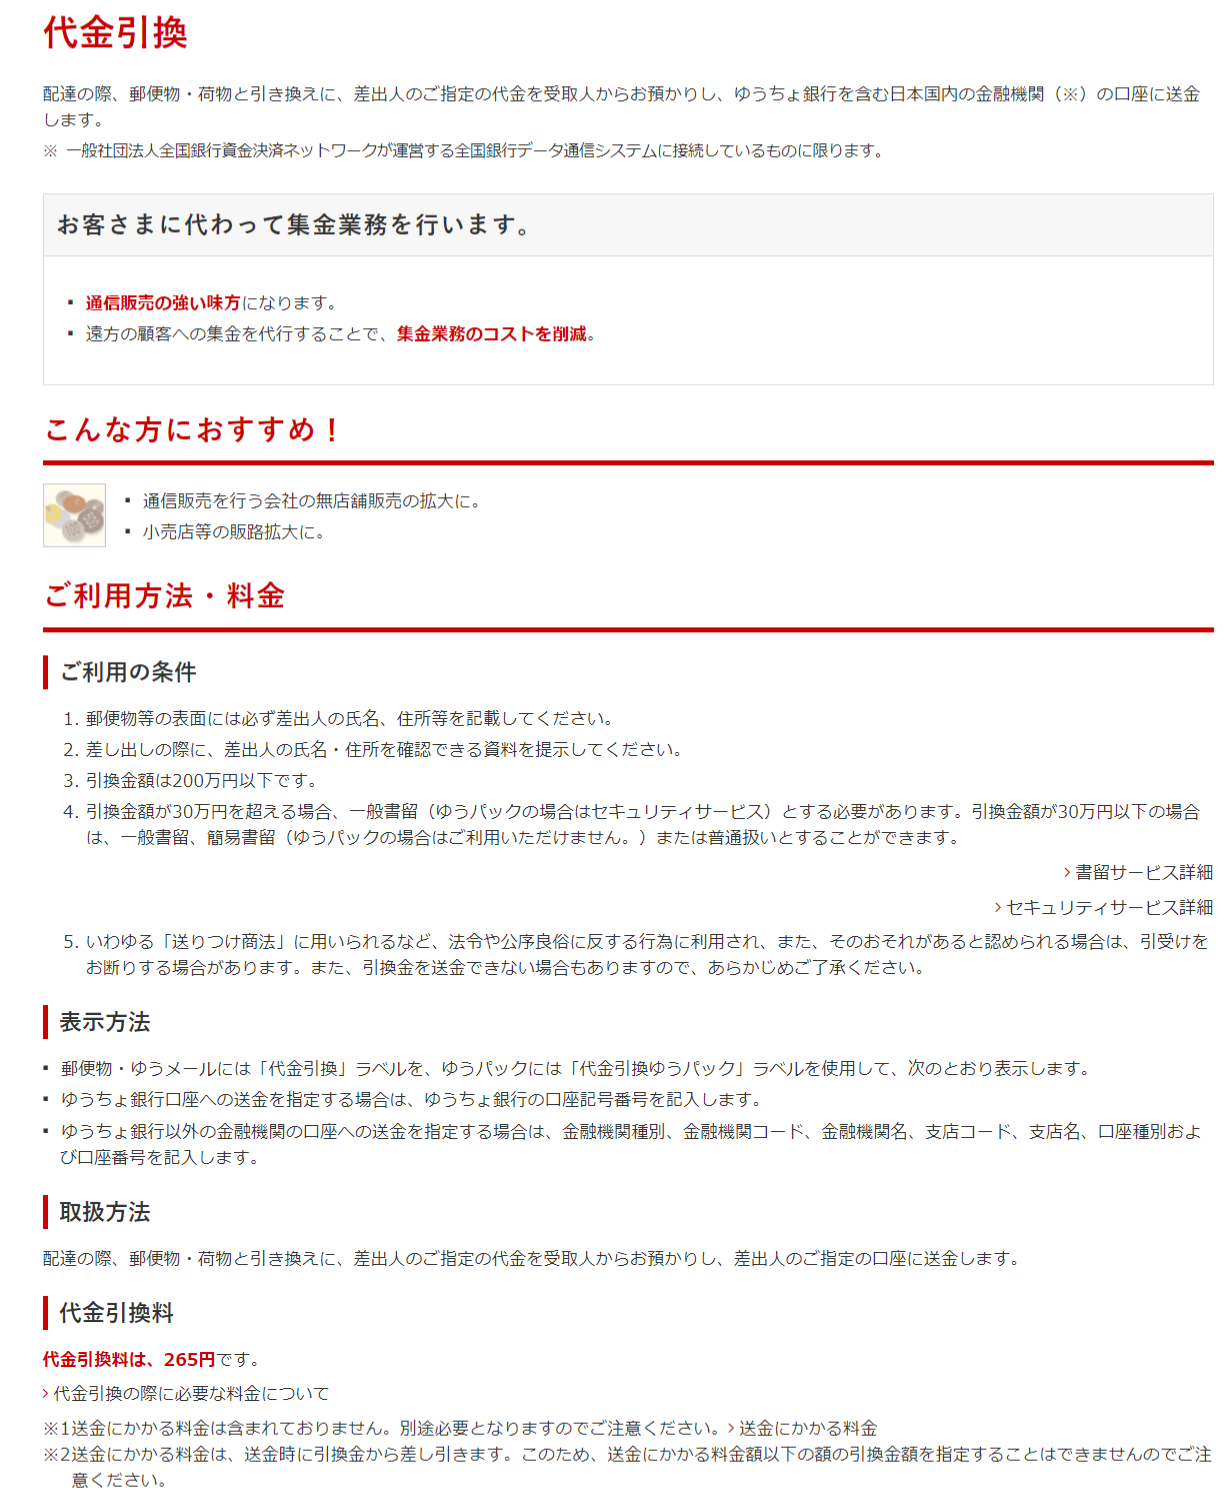 代金引換
配達の際、郵便物・荷物と引き換えに、差出人のご指定の代金を受取人からお預かりし、ゆうちょ銀行を含む日本国内の金融機関（※）の口座に送金
します。
※ 一般社団法人全国銀行資金決済ネットワークが運営する全国銀行データ通信システムに接続しているものに限ります。
お客さまに代わって集金業務を行います。
▪ 通信販売の強い味方になります。
▪ 遠方の顧客への集金を代行することで、集金業務のコストを削減。
こんな方におすすめ！
▪ 通信販売を行う会社の無店舗販売の拡大に。
▪ 小売店等の販路拡大に。
ご利用方法・料金
ご利用の条件
1. 郵便物等の表面には必ず差出人の氏名、住所等を記載してください。
2. 差し出しの際に、差出人の氏名・住所を確認できる資料を提示してください。
3. 引換金額は200万円以下です。
4. 引換金額が30万円を超える場合、一般書留（ゆうパックの場合はセキュリティサービス）とする必要があります。引換金額が30万円以下の場合
は、一般書留、簡易書留（ゆうパックの場合はご利用いただけません。）または普通扱いとすることができます。
› 書留サービス詳細
› セキュリティサービス詳細
5. いわゆる「送りつけ商法」に用いられるなど、法令や公序良俗に反する行為に利用され、また、そのおそれがあると認められる場合は、引受けを
お断りする場合があります。また、引換金を送金できない場合もありますので、あらかじめご了承ください。
表示方法
▪ 郵便物・ゆうメールには「代金引換」ラベルを、ゆうパックには「代金引換ゆうパック」ラベルを使用して、次のとおり表示します。
▪ ゆうちょ銀行口座への送金を指定する場合は、ゆうちょ銀行の口座記号番号を記入します。
▪ ゆうちょ銀行以外の金融機関の口座への送金を指定する場合は、金融機関種別、金融機関コード、金融機関名、支店コード、支店名、口座種別およ
び口座番号を記入します。
取扱方法
配達の際、郵便物・荷物と引き換えに、差出人のご指定の代金を受取人からお預かりし、差出人のご指定の口座に送金します。
代金引換料
代金引換料は、265円です。
› 代金引換の際に必要な料金について
※1送金にかかる料金は含まれておりません。別途必要となりますのでご注意ください。› 送金にかかる料金
※2送金にかかる料金は、送金時に引換金から差し引きます。このため、送金にかかる料金額以下の額の引換金額を指定することはできませんのでご注
意ください。